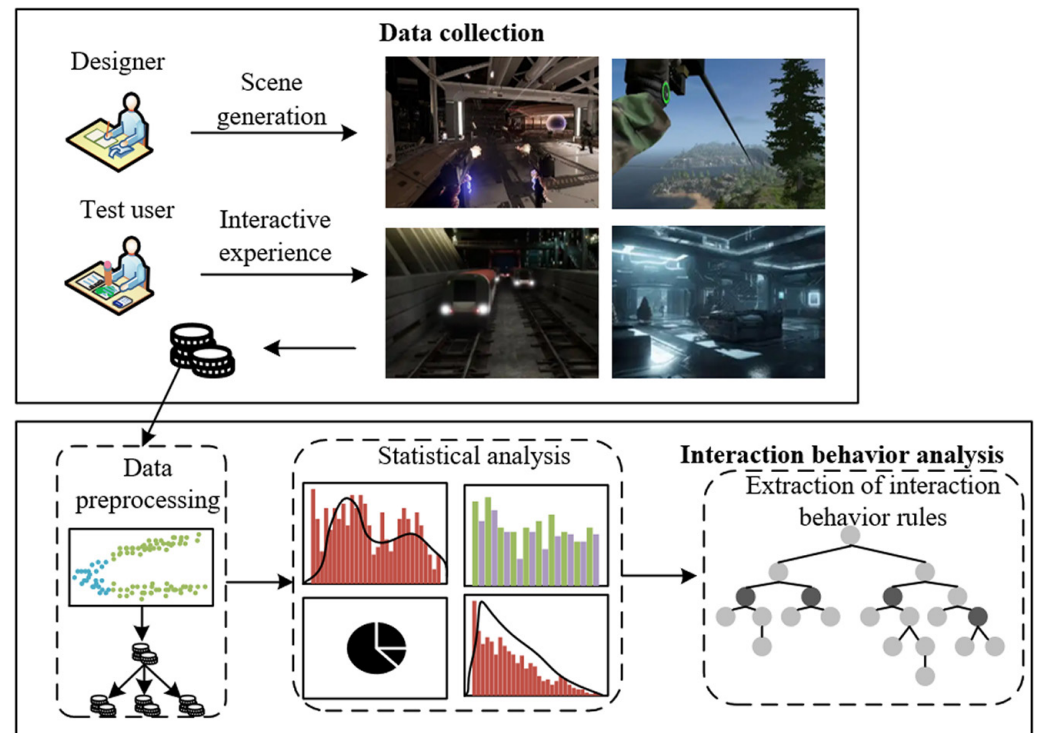 Data collection
Designer
Scene
generation
Test user
Interactive
experience
Data
preprocessing
Statistical analysis
Interaction behavior analysis
Extraction of interaction
behavior rules